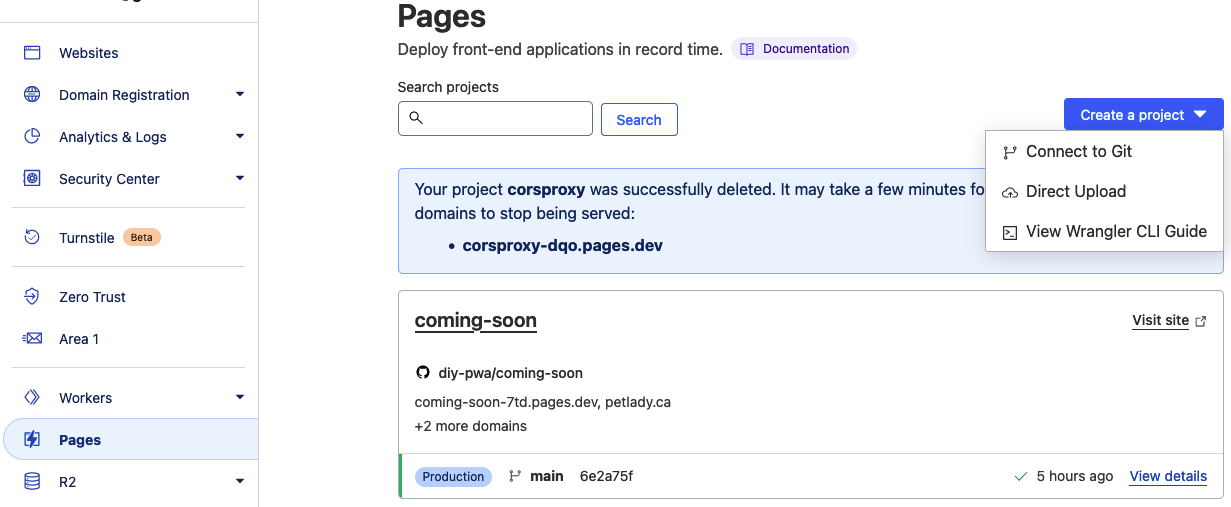 Websites
Domain Registration
Analytics & Logs
Security Center
Turnstile Beta
Zero Trust
Area 1
Workers
Pages
R2
Pages
Deploy front-end applications in record time. Documentation
Search projects
Search
Create a project
Connect to Git
Direct Upload
View Wrangler CLI Guide
Your project corsproxy was successfully deleted. It may take a few minutes fo
domains to stop being served:
• corsproxy-dqo.pages.dev
coming-soon
Visit site
diy-pwa/coming-soon
coming-soon-7td.pages.dev, petlady.ca
+2 more domains
Production main 6e2a75f
5 hours ago View details